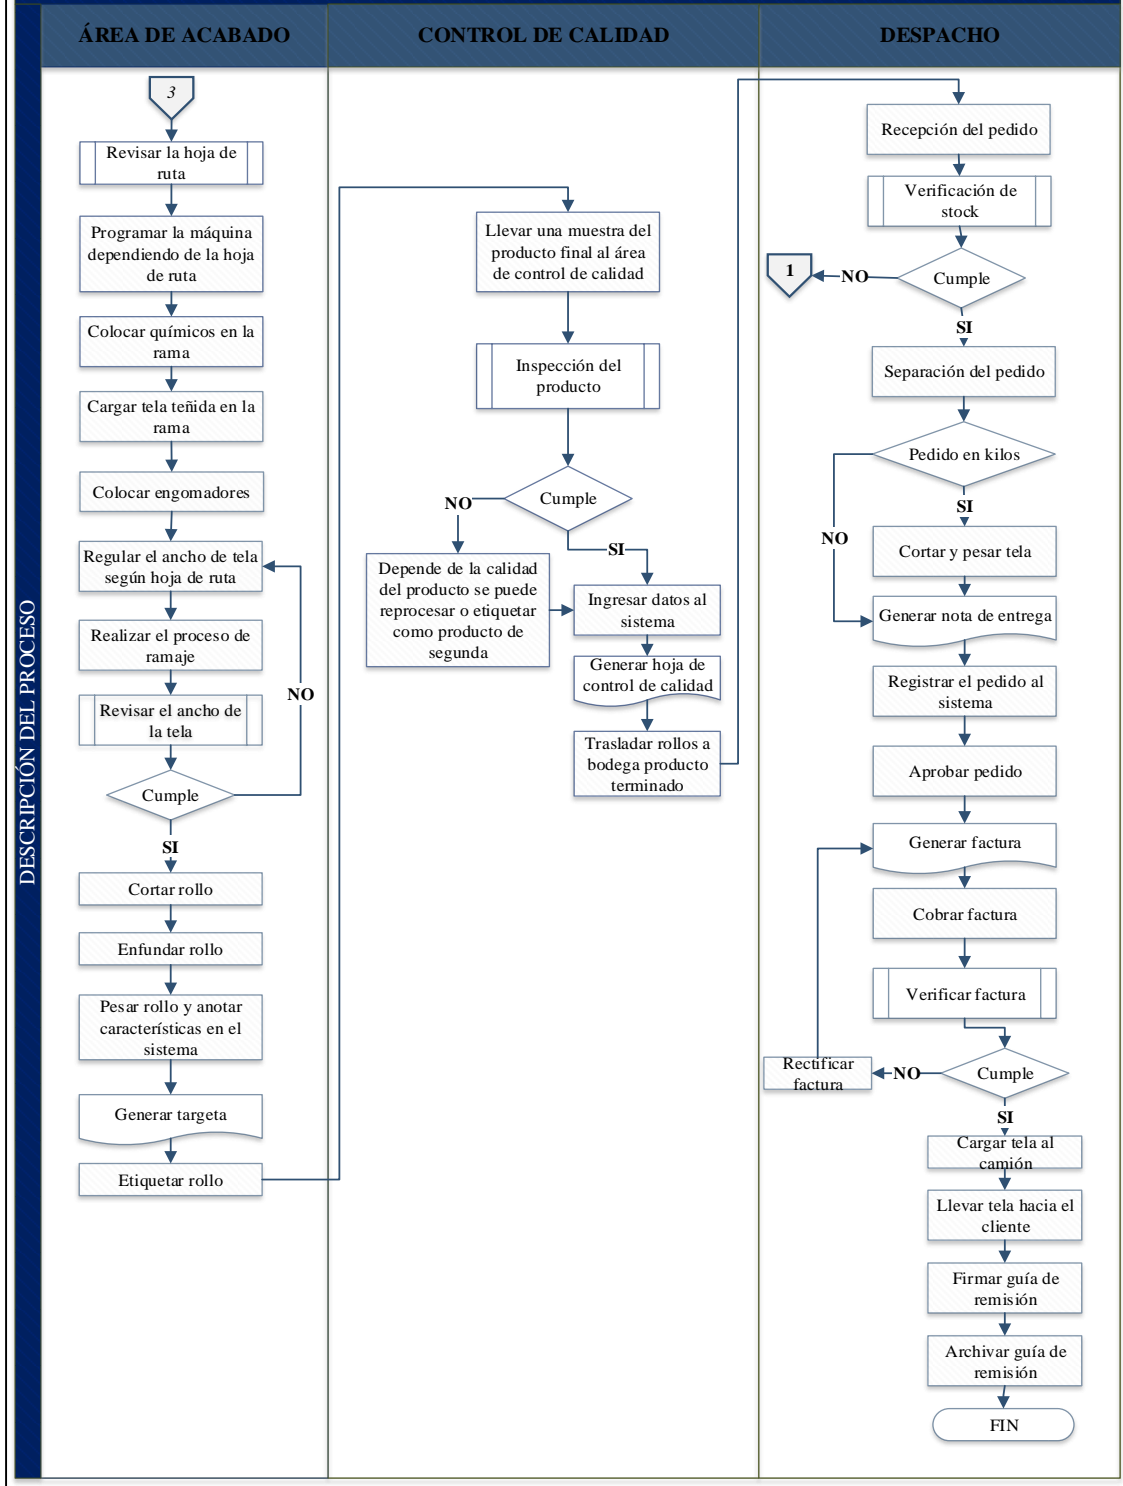 ÁREA DE ACABADO
CONTROL DE CALIDAD
DESPACHO
DESCRIPCIÓN DEL PROCESO
3
Revisar la hoja de
ruta
Programar la máquina
dependiendo de la hoja
de ruta
Colocar químicos en la
rama
Cargar tela teñida en la
rama
Colocar engomadores
Regular el ancho de tela
según hoja de ruta
Realizar el proceso de
ramaje
Revisar el ancho de
la tela
NO
Cumple
SI
Cortar rollo
Enfundar rollo
Pesar rollo y anotar
características en el
sistema
Generar targeta
Etiquetar rollo
Llevar una muestra del
producto final al área
de control de calidad
Inspección del
producto
Cumple
NO
SI
Depende de la calidad
del producto se puede
reprocesar o etiquetar
como producto de
segunda
Ingresar datos al
sistema
Generar hoja de
control de calidad
Trasladar rollos a
bodega producto
terminado
Recepción del pedido
Verificación de
stock
Cumple
NO
1
SI
Separación del pedido
Pedido en kilos
SI
NO
Cortar y pesar tela
Generar nota de entrega
Registrar el pedido al
sistema
Aprobar pedido
Generar factura
Cobrar factura
Verificar factura
Cumple
NO
Rectificar
factura
SI
Cargar tela al
camión
Llevar tela hacia el
cliente
Firmar guía de
remisión
Archivar guía de
remisión
FIN